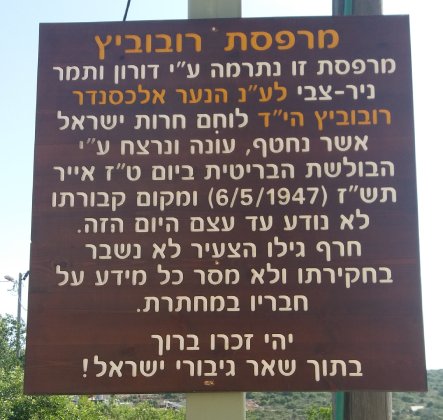 מרפסת רובוביץ
מרפסת זו נתרמה ע״י דורון ותמר
ניר-צבי לע״נ הנער אלכסנדר
רובוביץ הי״ד לוחם חרות ישראל
אשר נחטף, עונה ונרצח ע״י
הבולשת הבריטית ביום ט״ז אייר
תש״ז (6/5/1947) ומקום קבורתו
לא נודע עד עצם היום הזה.
חרף גילו הצעיר לא נשבר
בחקירתו ולא מסר כל מידע על
חבריו במחתרת.
יהי זכרו ברוך
בתוך שאר גיבורי ישראל!